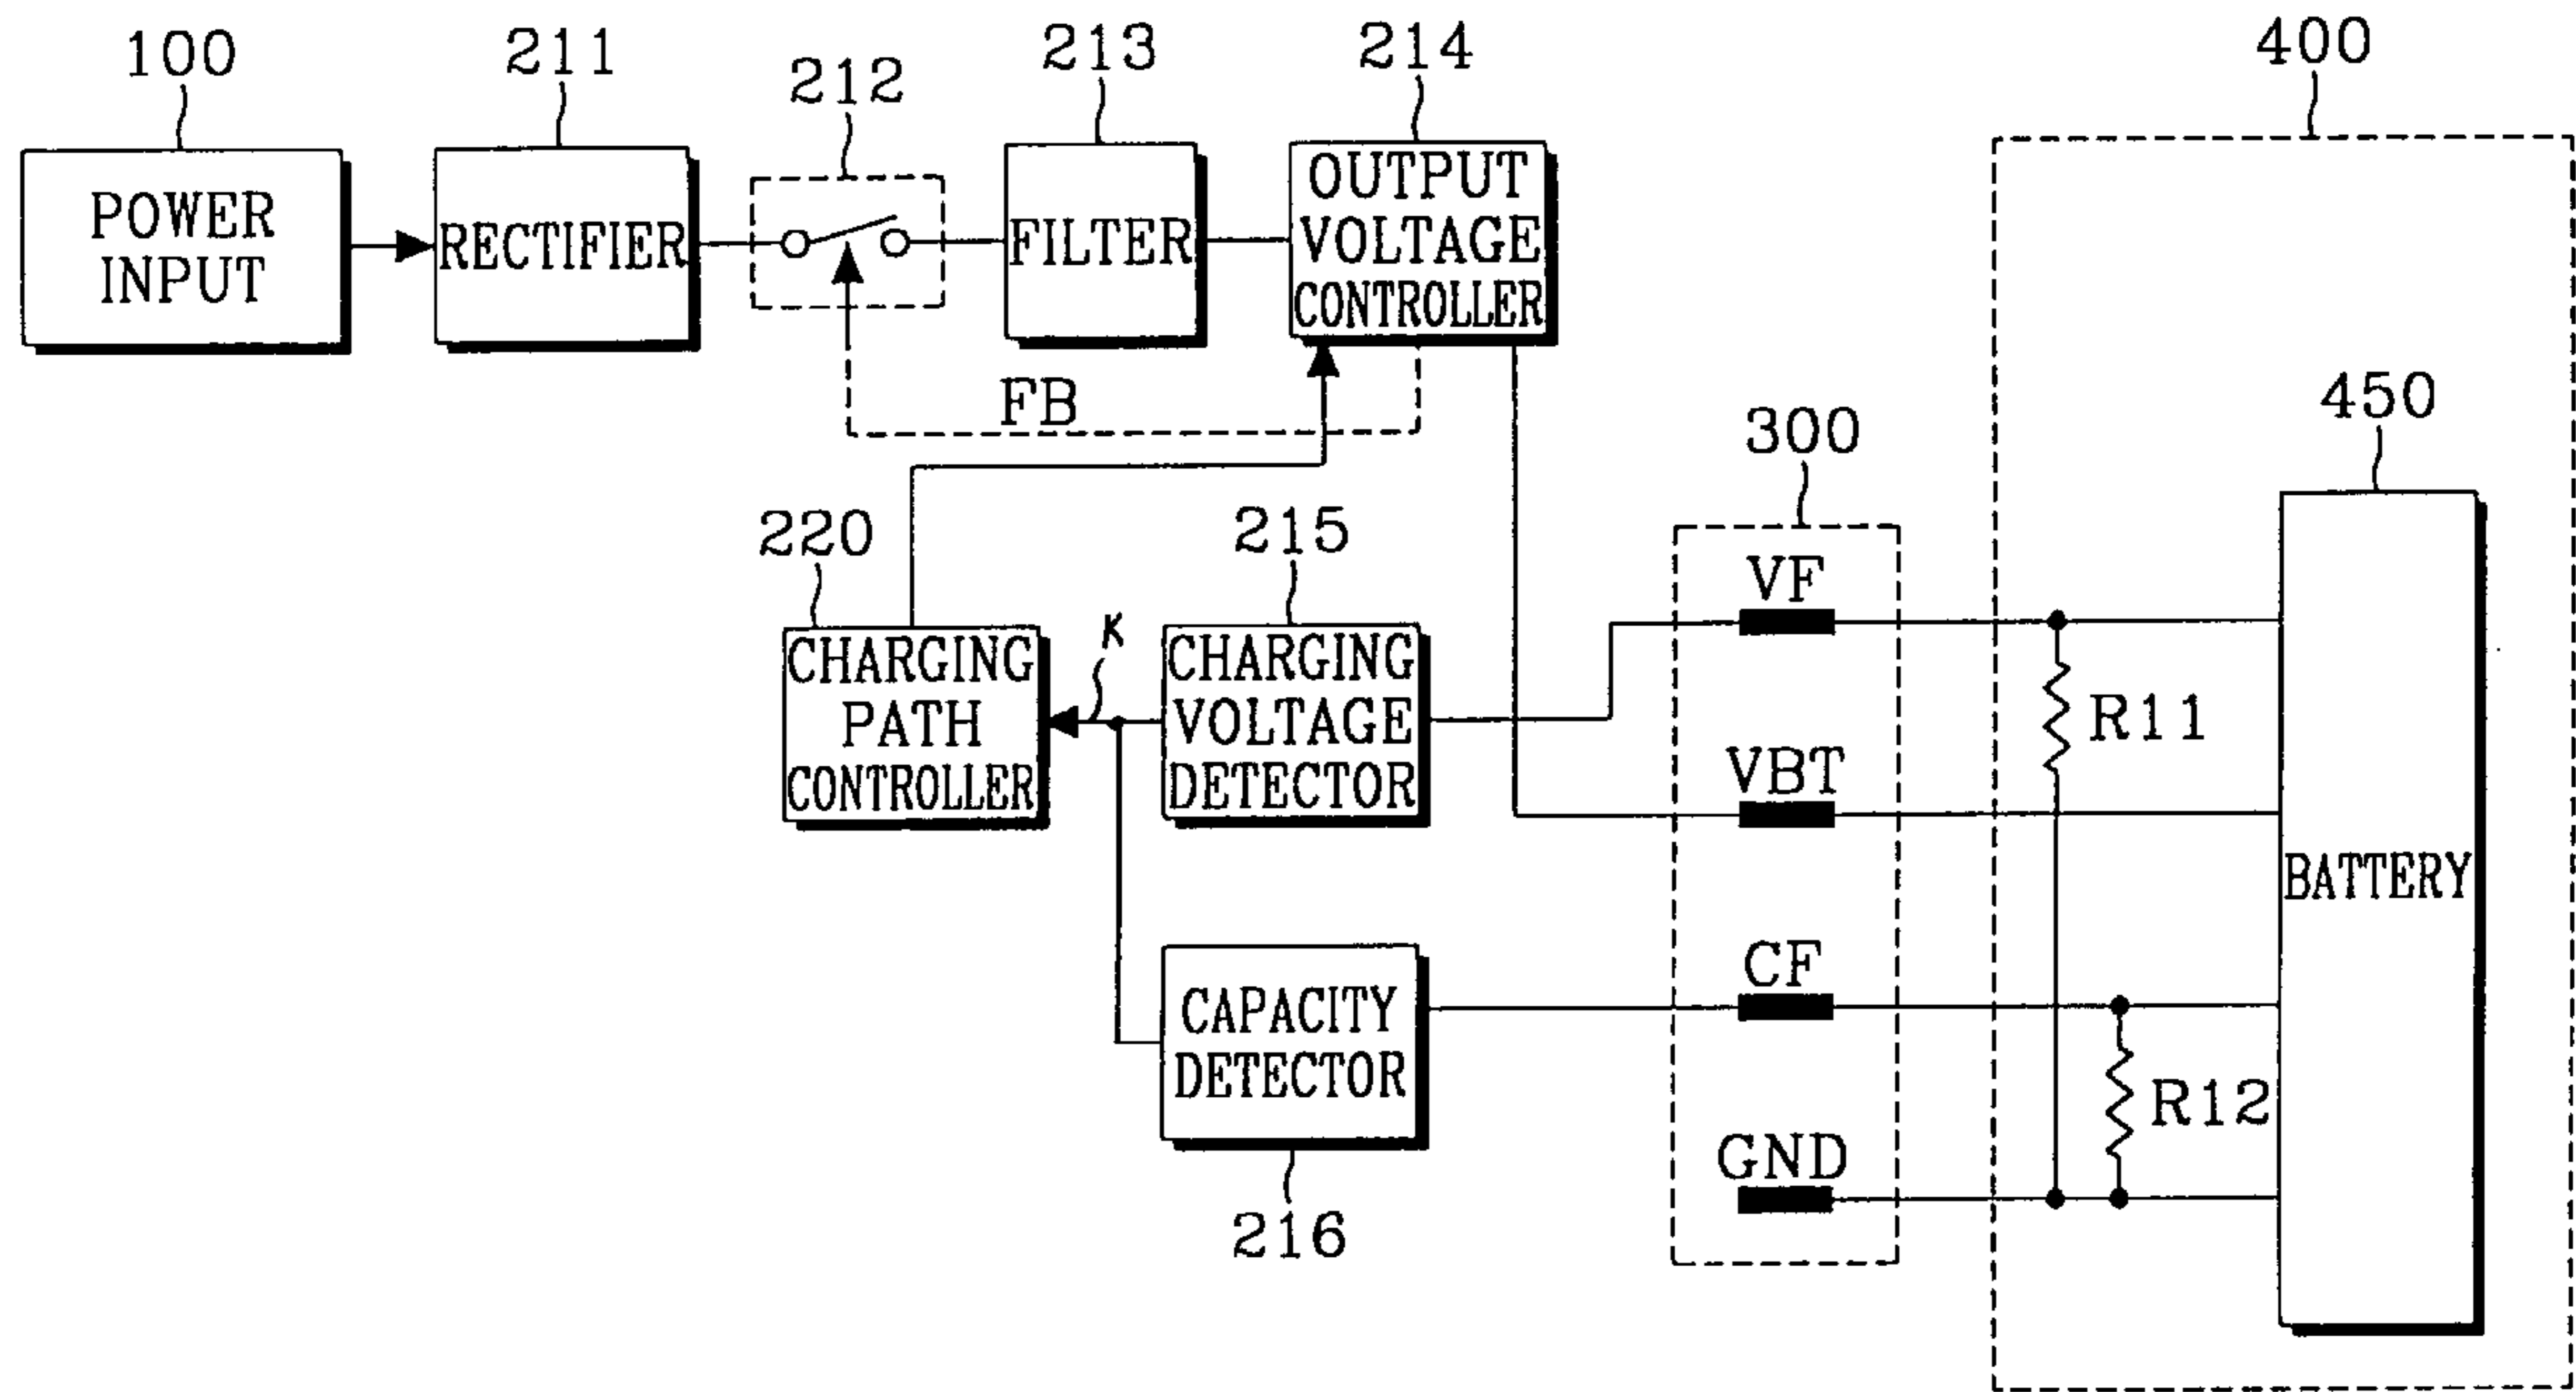 100
211
212
213
214
400
POWER
INPUT
RECTIFIER
FILTER
OUTPUT
VOLTAGE
CONTROLLER
FB
300
450
220
215
CHARGING
PATH
CONTROLLER
K
CHARGING
VOLTAGE
DETECTOR
VF
R11
VBT
BATTERY
CAPACITY
DETECTOR
CF
R12
GND
216